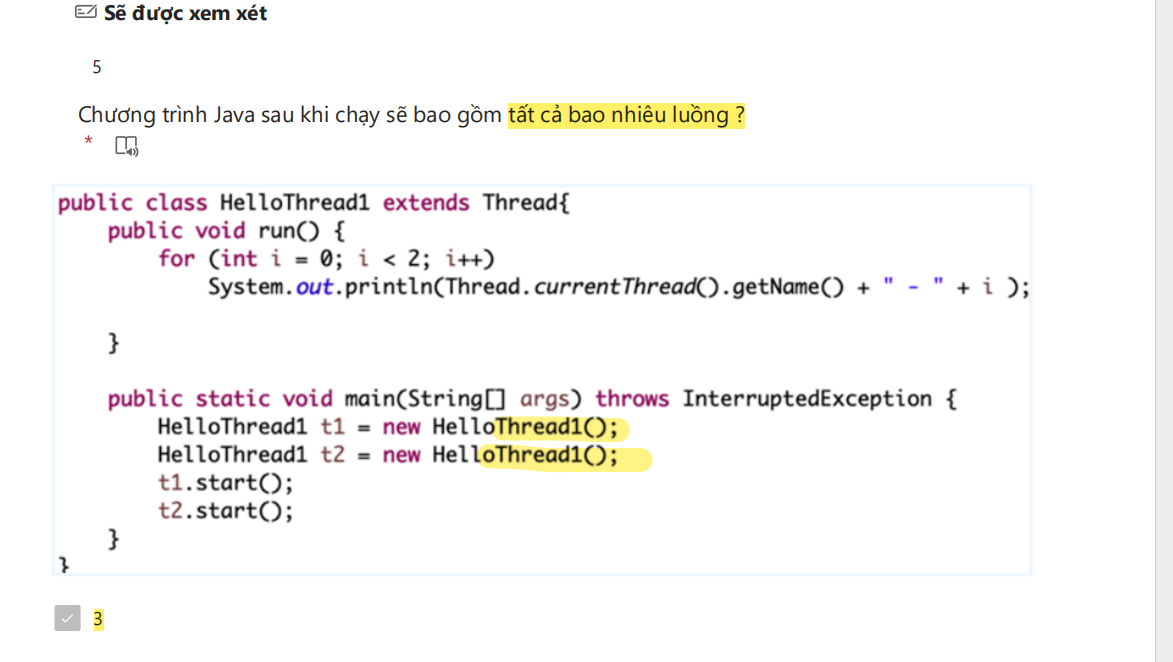 Sẽ được xem xét
5
Chương trình Java sau khi chạy sẽ bao gồm tất cả bao nhiêu luồng ?
*
public class HelloThread1 extends Thread{
    public void run() {
        for (int i = 0; i < 2; i++)
            System.out.println(Thread.currentThread().getName() + " - " + i );
    }
    public static void main(String[] args) throws InterruptedException {
        HelloThread1 t1 = new HelloThread1();
        HelloThread1 t2 = new HelloThread1();
        t1.start();
        t2.start();
    }
}
3